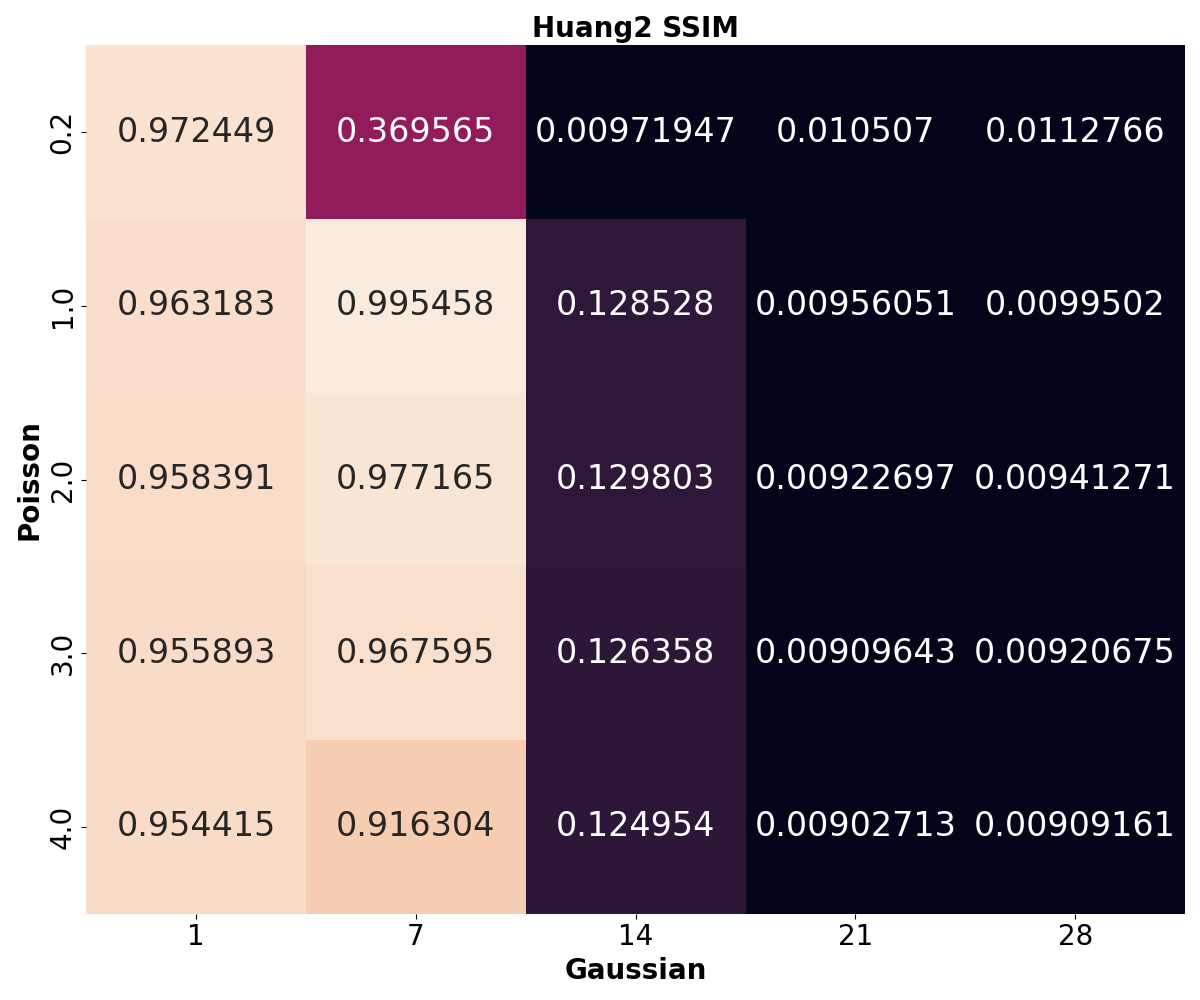 Huang2 SSIM
Poisson
0.2 0.972449 0.369565 0.00971947 0.010507 0.0112766
1.0 0.963183 0.995458 0.128528 0.00956051 0.0099502
2.0 0.958391 0.977165 0.129803 0.00922697 0.00941271
3.0 0.955893 0.967595 0.126358 0.00909643 0.00920675
4.0 0.954415 0.916304 0.124954 0.00902713 0.00909161
1 7 14 21 28
Gaussian